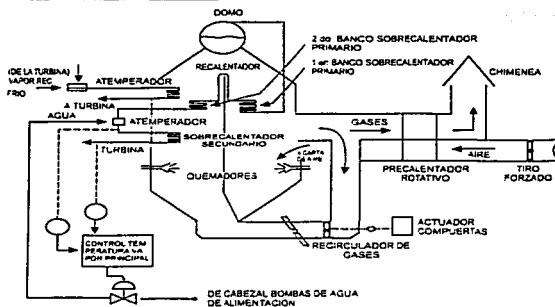 DOMO
2 do BANCO SOBRECALENTADOR
PRIMARIO
RECALENTADOR
1 er. BANCO SOBRECALENTADOR
PRIMARIO
CHIMENEA
(DE LA TURBINA)
VAPOR REC
FRIO
ATEMPERADOR
A TURBINA
AGUA
ATEMPERADOR
SOBRECALENTADOR
SECUNDARIO
TURBINA
GASES
AIRE
QUEMADORES
PRECALENTADOR
ROTATIVO
TIRO
FORZADO
ACTUADOR
COMPUERTAS
RECIRCULADOR DE
GASES
CONTROL TEM
PERATURA VA
POR PRINCIPAL
DE CABEZAL BOMBAS DE AGUA
DE ALIMENTACION